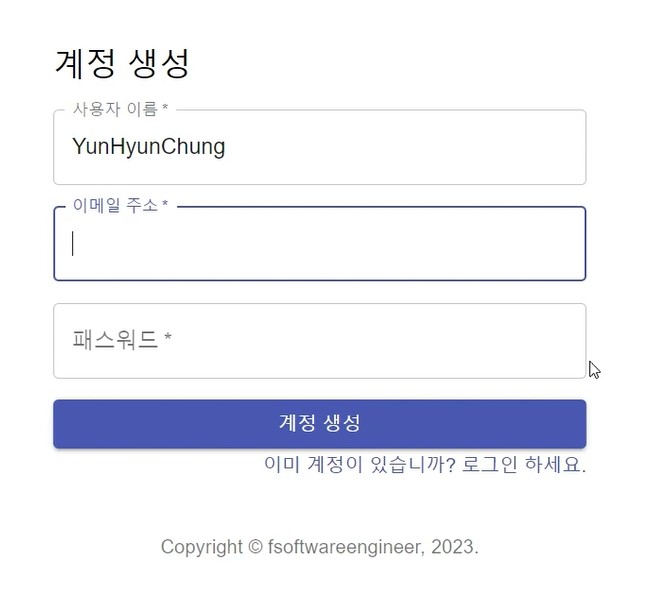 계정 생성
사용자 이름 *
YunHyunChung
이메일 주소 *
패스워드 *
계정 생성
이미 계정이 있습니까? 로그인 하세요.
Copyright © fsoftwareengineer, 2023.